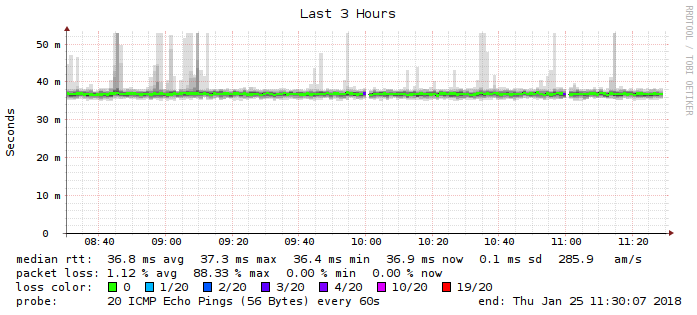 Last 3 Hours
RRDTOOL / TOBI OETIKER
Seconds
50 m
40 m
30 m
20 m
10 m
0
08:40 09:00 09:20 09:40 10:00 10:20 10:40 11:00 11:20
median rtt: 36.8 ms avg 37.3 ms max 36.4 ms min 36.9 ms now 0.1 ms sd 285.9 am/s
packet loss: 1.12 % avg 88.33 % max 0.00 % min 0.00 % now
loss color: 0 1/20 2/20 3/20 4/20 10/20 19/20
probe: 20 ICMP Echo Pings (56 Bytes) every 60s end: Thu Jan 25 11:30:07 2018